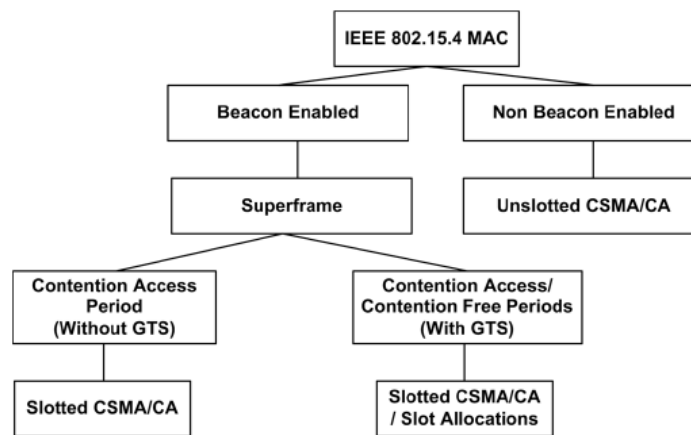 IEEE 802.15.4 MAC
Beacon Enabled
Non Beacon Enabled
Superframe
Unslotted CSMA/CA
Contention Access
Period
(Without GTS)
Contention Access/
Contention Free Periods
(With GTS)
Slotted CSMA/CA
Slotted CSMA/CA
/ Slot Allocations